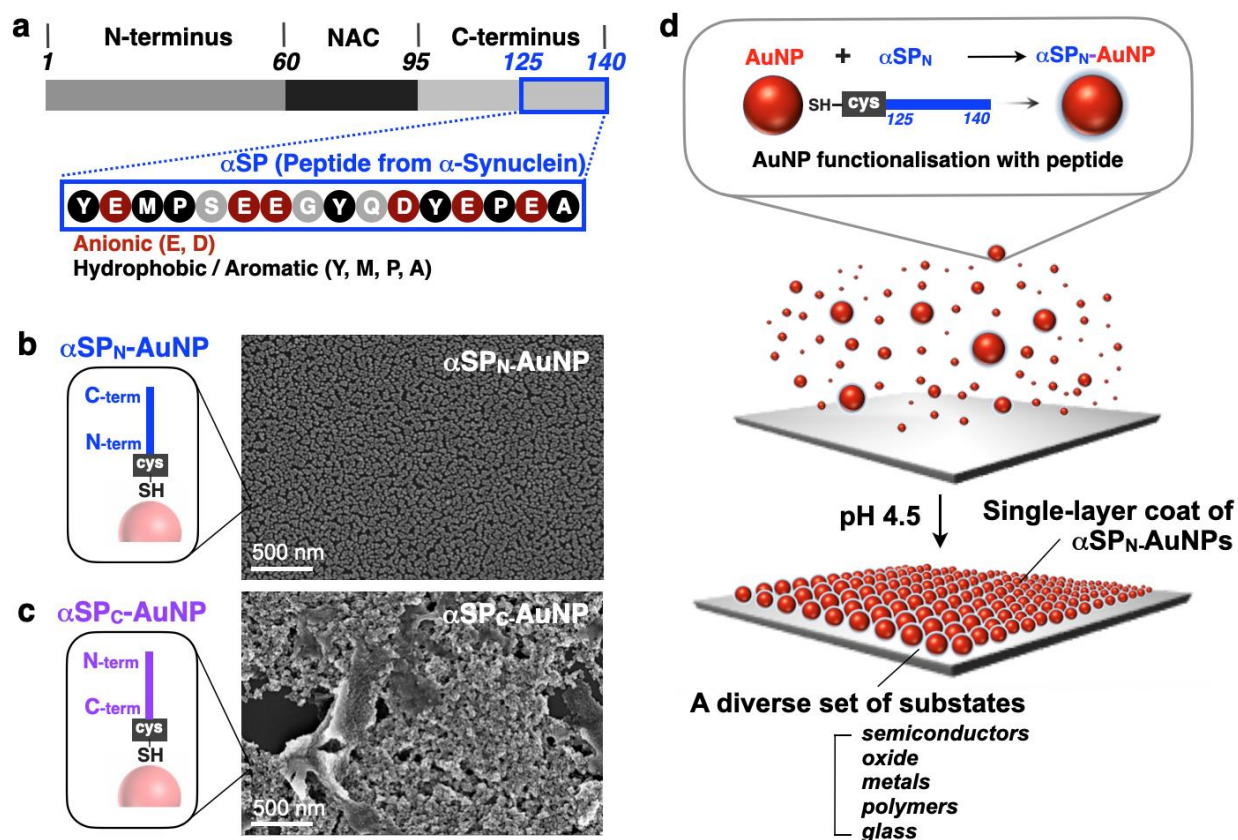 a
N-terminus NAC C-terminus
1 60 95 125 140
αSP (Peptide from α-Synuclein)
Y E M P S E E G Y Q D Y E P E A
Anionic (E, D)
Hydrophobic / Aromatic (Y, M, P, A)
b
αSPN-AuNP
C-term
N-term
cys
SH
αSPN-AuNP
500 nm
c
αSPC-AuNP
N-term
C-term
cys
SH
αSPC-AuNP
500 nm
d
AuNP + αSPN αSPN-AuNP
SH cys
125 140
AuNP functionalisation with peptide
pH 4.5
Single-layer coat of
αSPN-AuNPs
A diverse set of substates
semiconductors
oxide
metals
polymers
glass